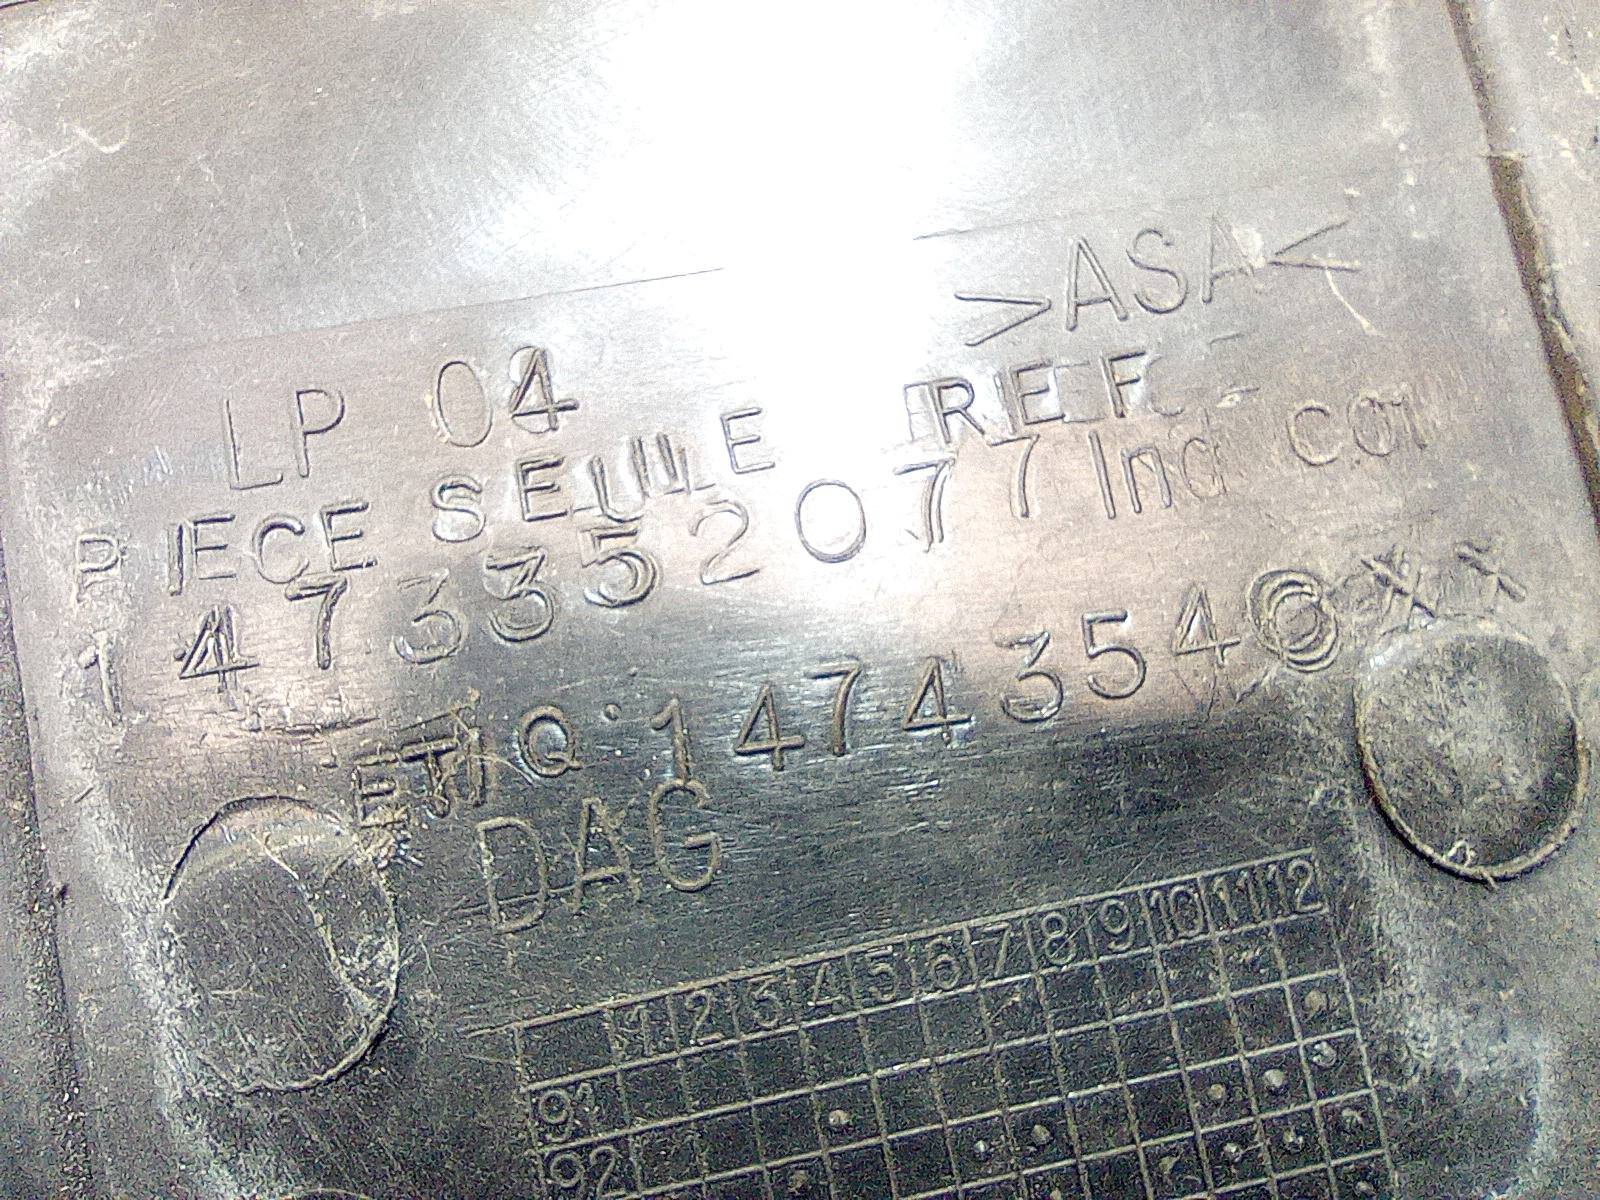 >ASA<
LP 04
PIECE SEULE REF
1473352077 Ind
ETIQ.147435480XX
DAG
1 2 3 4 5 6 7 8 9 10 11 12
91
92